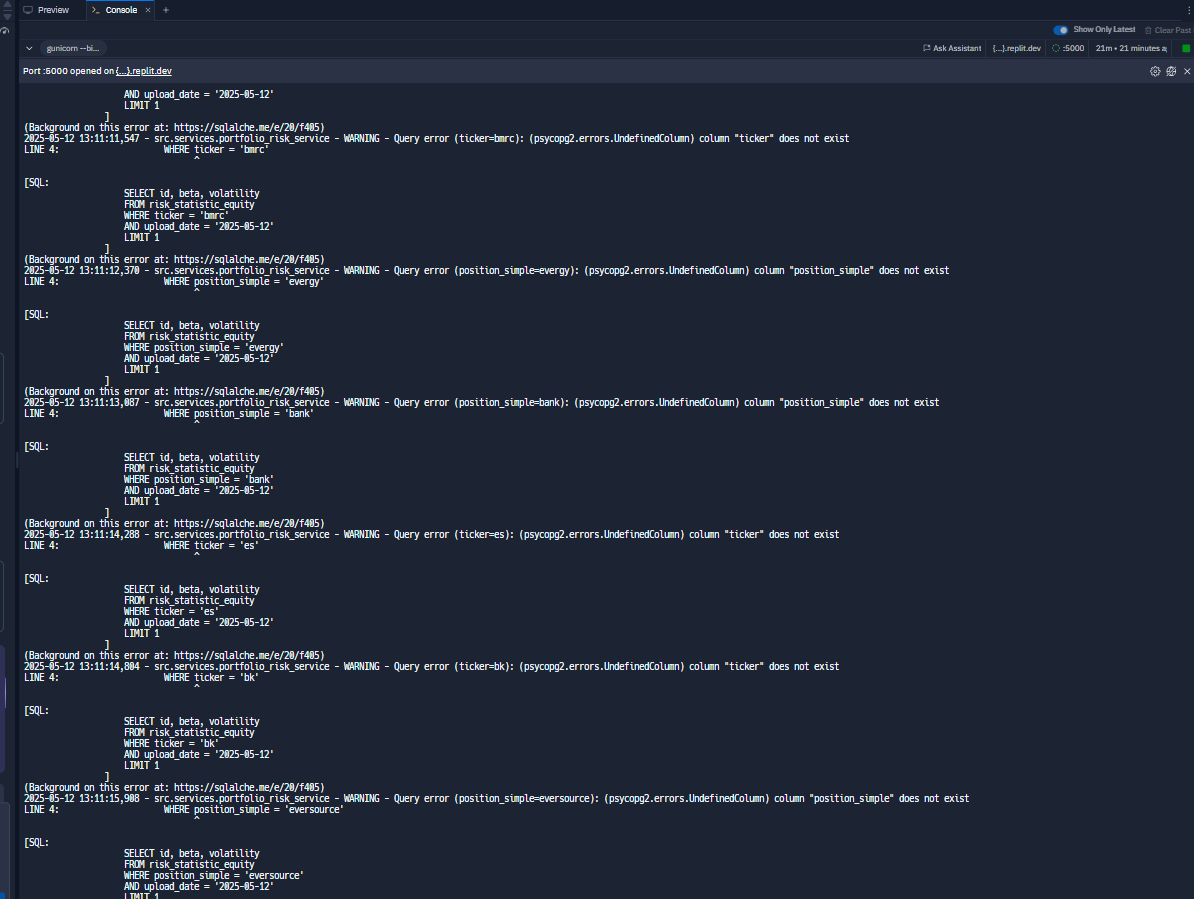 Preview
Console × +
Show Only Latest Clear Past
gunicorn --bi...
Ask Assistant {...}.replit.dev :5000 21m • 21 minutes a
Port :5000 opened on {...}.replit.dev
AND upload_date = '2025-05-12'
LIMIT 1
]
(Background on this error at: https://sqlalche.me/e/20/f405)
2025-05-12 13:11:11,547 - src.services.portfolio_risk_service - WARNING - Query error (ticker=bmrc): (psycopg2.errors.UndefinedColumn) column "ticker" does not exist
LINE 4: WHERE ticker = 'bmrc'
^
[SQL:
SELECT id, beta, volatility
FROM risk_statistic_equity
WHERE ticker = 'bmrc'
AND upload_date = '2025-05-12'
LIMIT 1
]
(Background on this error at: https://sqlalche.me/e/20/f405)
2025-05-12 13:11:12,370 - src.services.portfolio_risk_service - WARNING - Query error (position_simple=evergy): (psycopg2.errors.UndefinedColumn) column "position_simple" does not exist
LINE 4: WHERE position_simple = 'evergy'
^
[SQL:
SELECT id, beta, volatility
FROM risk_statistic_equity
WHERE position_simple = 'evergy'
AND upload_date = '2025-05-12'
LIMIT 1
]
(Background on this error at: https://sqlalche.me/e/20/f405)
2025-05-12 13:11:13,087 - src.services.portfolio_risk_service - WARNING - Query error (position_simple=bank): (psycopg2.errors.UndefinedColumn) column "position_simple" does not exist
LINE 4: WHERE position_simple = 'bank'
^
[SQL:
SELECT id, beta, volatility
FROM risk_statistic_equity
WHERE position_simple = 'bank'
AND upload_date = '2025-05-12'
LIMIT 1
]
(Background on this error at: https://sqlalche.me/e/20/f405)
2025-05-12 13:11:14,288 - src.services.portfolio_risk_service - WARNING - Query error (ticker=es): (psycopg2.errors.UndefinedColumn) column "ticker" does not exist
LINE 4: WHERE ticker = 'es'
^
[SQL:
SELECT id, beta, volatility
FROM risk_statistic_equity
WHERE ticker = 'es'
AND upload_date = '2025-05-12'
LIMIT 1
]
(Background on this error at: https://sqlalche.me/e/20/f405)
2025-05-12 13:11:14,804 - src.services.portfolio_risk_service - WARNING - Query error (ticker=bk): (psycopg2.errors.UndefinedColumn) column "ticker" does not exist
LINE 4: WHERE ticker = 'bk'
^
[SQL:
SELECT id, beta, volatility
FROM risk_statistic_equity
WHERE ticker = 'bk'
AND upload_date = '2025-05-12'
LIMIT 1
]
(Background on this error at: https://sqlalche.me/e/20/f405)
2025-05-12 13:11:15,908 - src.services.portfolio_risk_service - WARNING - Query error (position_simple=eversource): (psycopg2.errors.UndefinedColumn) column "position_simple" does not exist
LINE 4: WHERE position_simple = 'eversource'
^
[SQL:
SELECT id, beta, volatility
FROM risk_statistic_equity
WHERE position_simple = 'eversource'
AND upload_date = '2025-05-12'
LIMIT 1